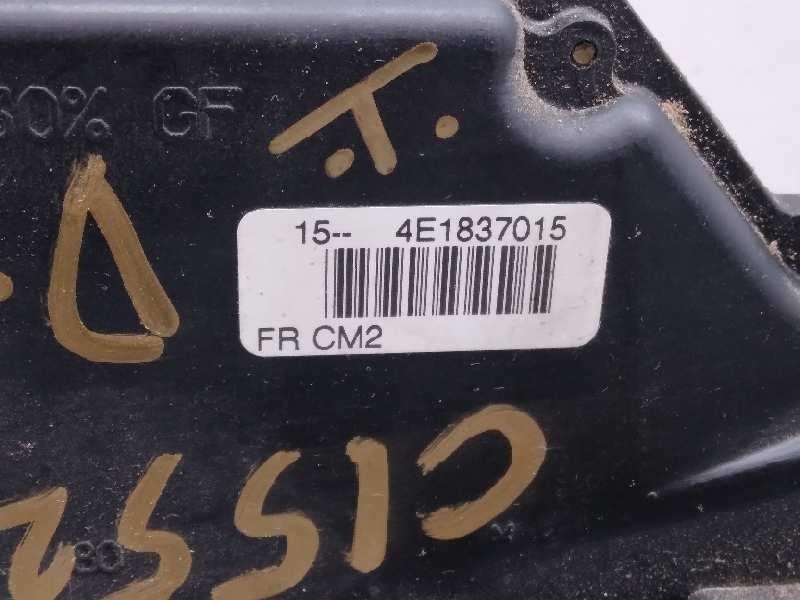 30% GF
.T.
15-- 4E1837015
D.
FR CM2